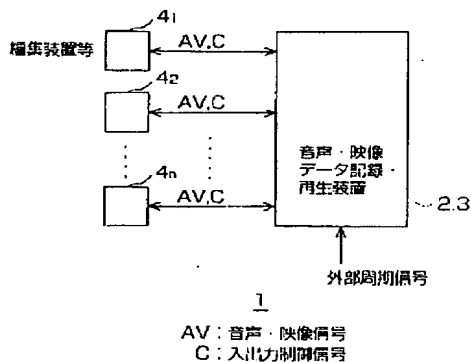 編集装置等
4₁
AV,C
4₂
AV,C
4n
AV,C
音声・映像
データ記録・
再生装置
2.3
外部周期信号
1
AV：音声・映像信号
C：入出力制御信号